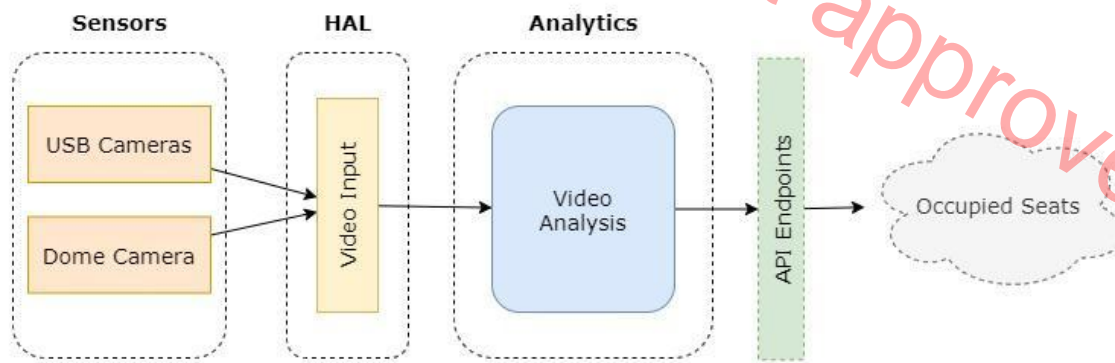 Sensors
HAL
Analytics
USB Cameras
Dome Camera
Video Input
Video
Analysis
API Endpoints
Occupied Seats
approve